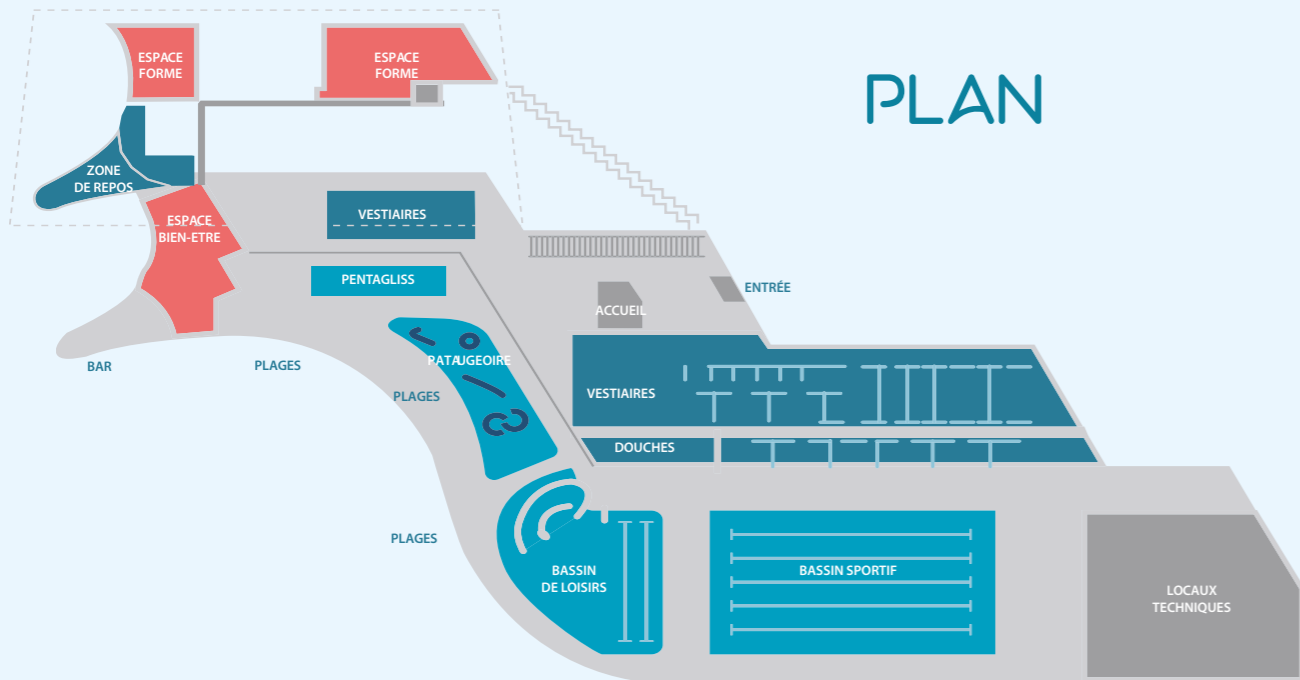 PLAN
ESPACE
FORME
ESPACE
FORME
ZONE
DE REPOS
ESPACE
BIEN-ETRE
VESTIAIRES
PENTAGLISS
ENTRÉE
ACCUEIL
BAR
PLAGES
PATAUGEOIRE
PLAGES
VESTIAIRES
DOUCHES
PLAGES
BASSIN
DE LOISIRS
BASSIN SPORTIF
LOCAUX
TECHNIQUES